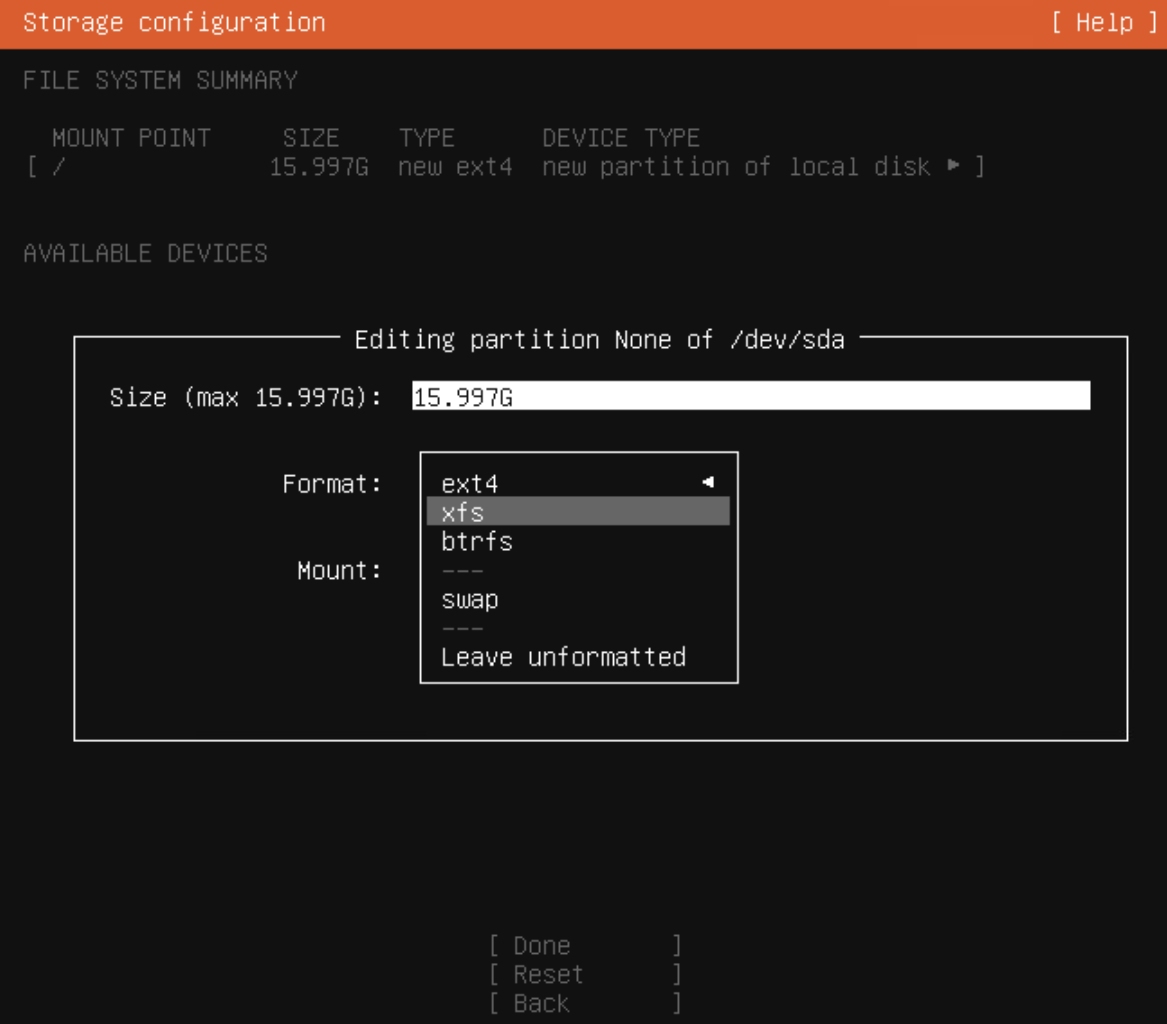 Storage configuration [ Help ]
FILE SYSTEM SUMMARY
MOUNT POINT SIZE TYPE DEVICE TYPE
[ / 15.997G new ext4 new partition of local disk ▸ ]
AVAILABLE DEVICES
Editing partition None of /dev/sda
Size (max 15.997G): 15.997G
Format: ext4 ◂
xfs
btrfs
Mount: ---
swap
---
Leave unformatted
[ Done ]
[ Reset ]
[ Back ]